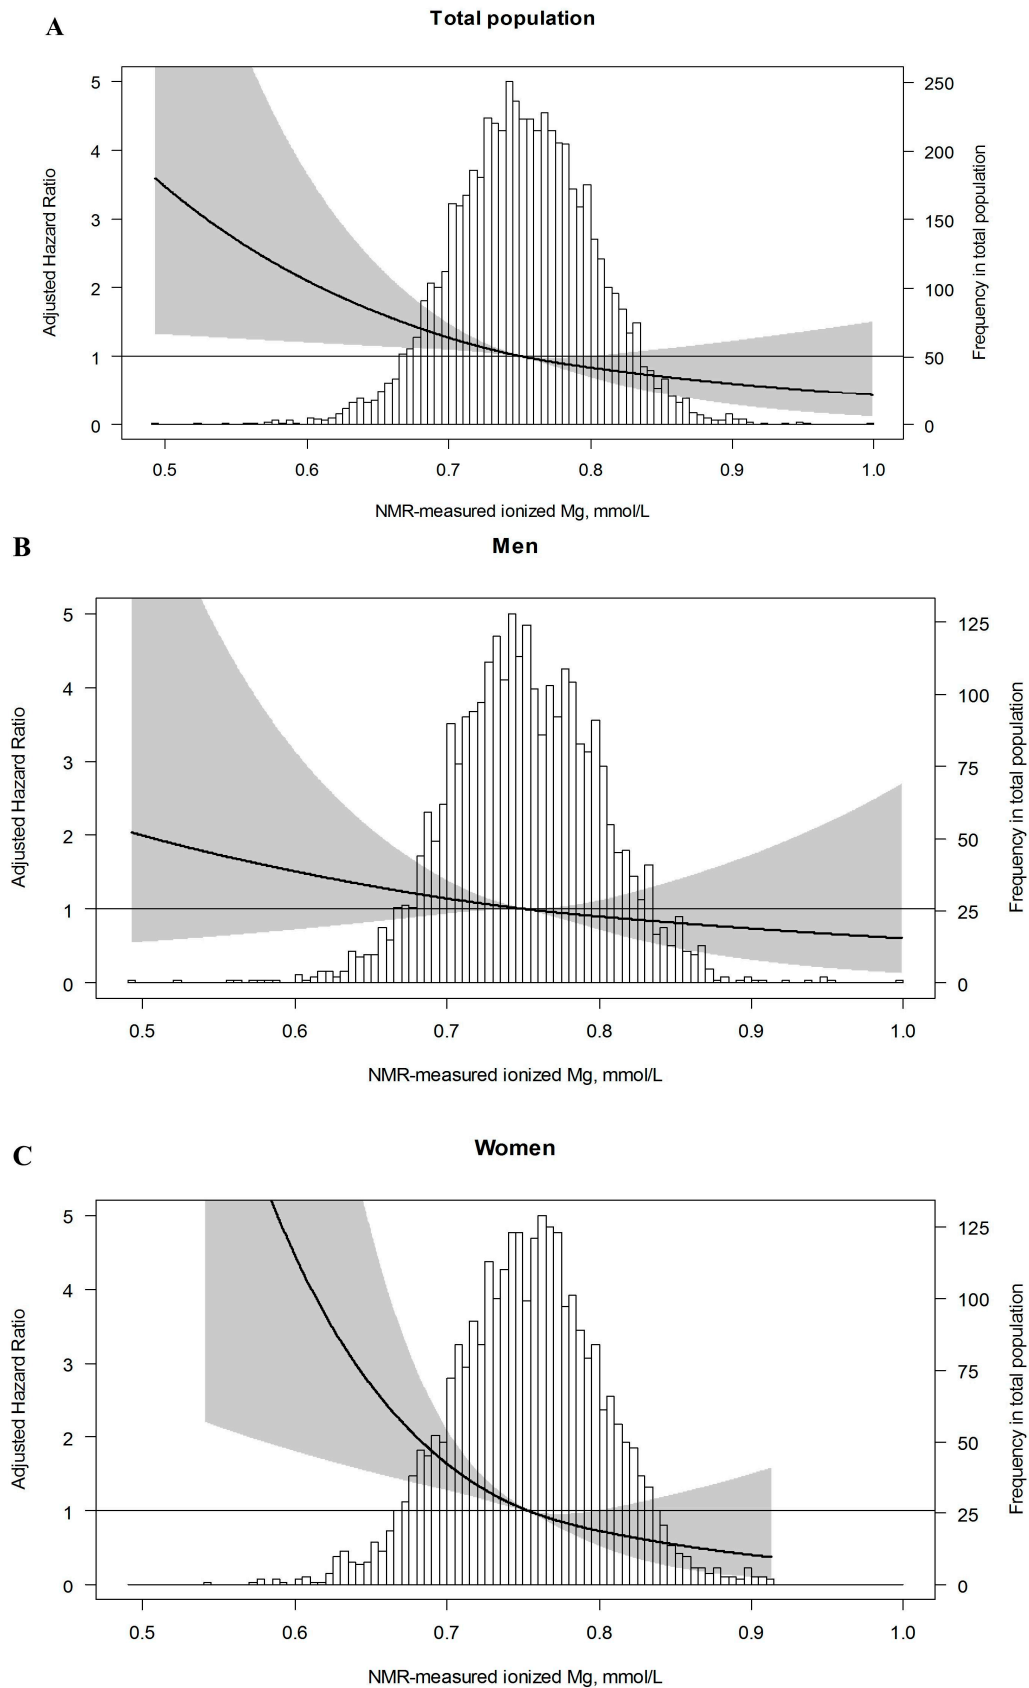 A
Total population
5
4
3
2
1
0
Adjusted Hazard Ratio
250
200
150
100
50
0
Frequency in total population
0.5 0.6 0.7 0.8 0.9 1.0
NMR-measured ionized Mg, mmol/L
B
Men
5
4
3
2
1
0
Adjusted Hazard Ratio
125
100
75
50
25
0
Frequency in total population
0.5 0.6 0.7 0.8 0.9 1.0
NMR-measured ionized Mg, mmol/L
C
Women
5
4
3
2
1
0
Adjusted Hazard Ratio
125
100
75
50
25
0
Frequency in total population
0.5 0.6 0.7 0.8 0.9 1.0
NMR-measured ionized Mg, mmol/L